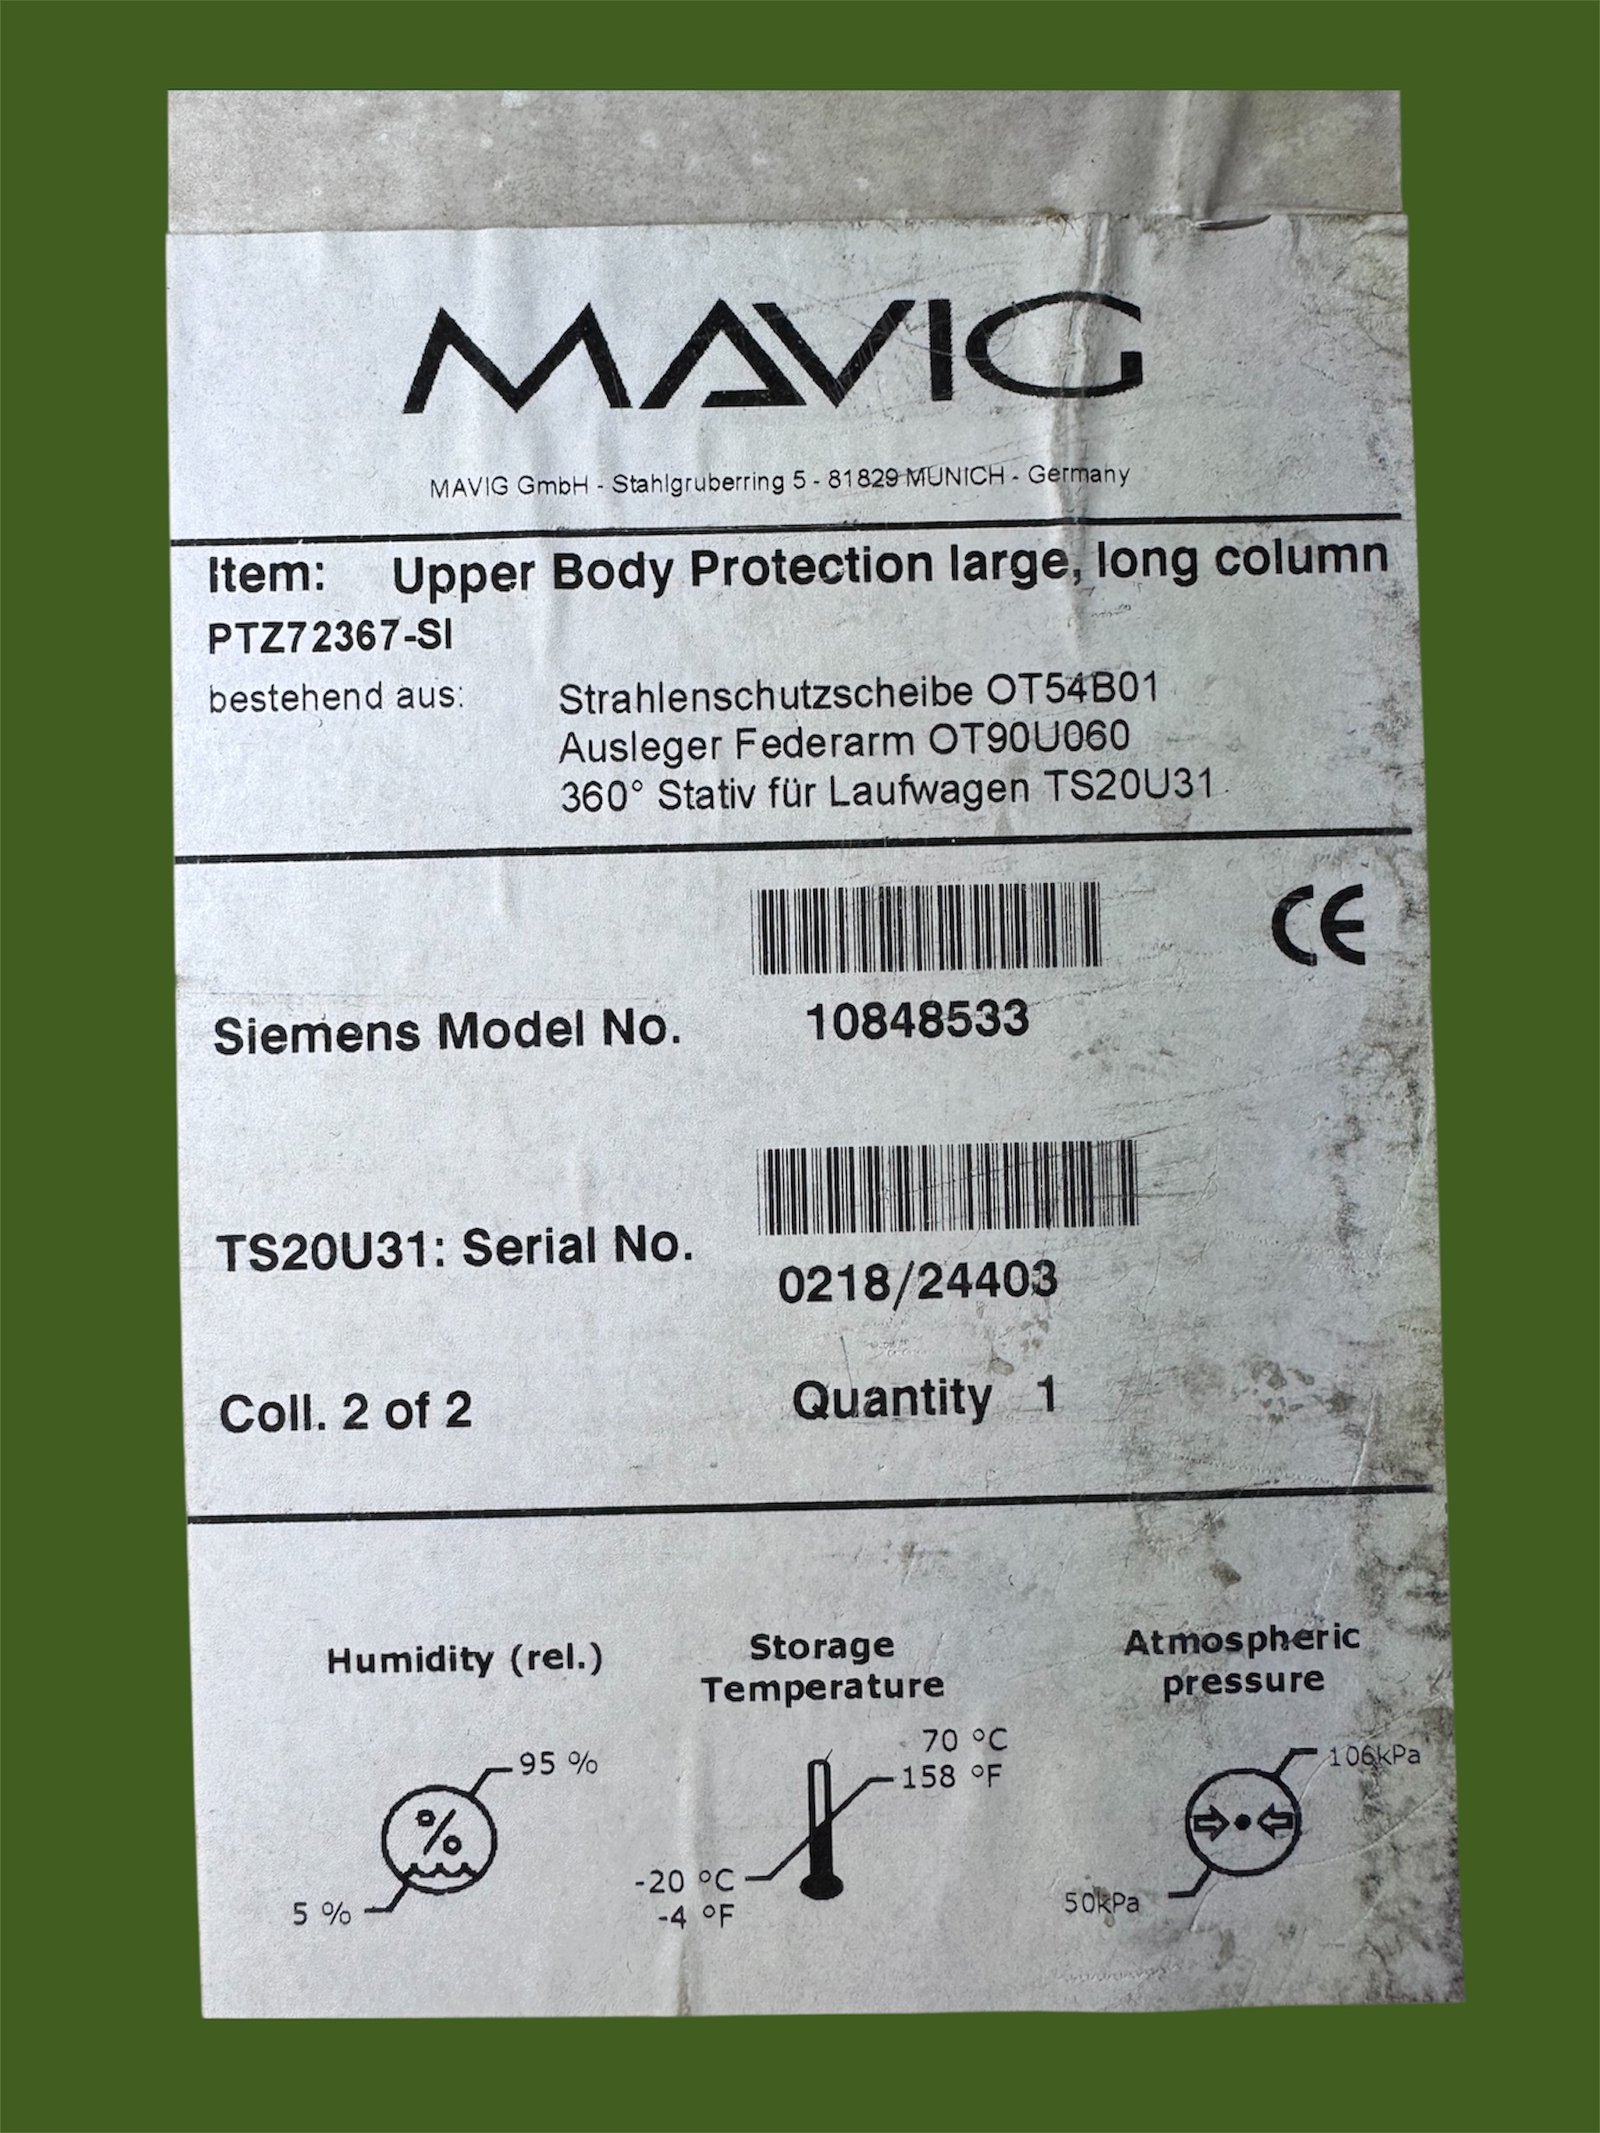 MAVIG
MAVIG GmbH - Stahlgruberring 5 - 81829 MUNICH - Germany
Item: Upper Body Protection large, long column
PTZ72367-SI
bestehend aus: Strahlenschutzscheibe OT54B01
Ausleger Federarm OT90U060
360° Stativ für Laufwagen TS20U31
CE
Siemens Model No. 10848533
TS20U31: Serial No. 0218/24403
Coll. 2 of 2 Quantity 1
Humidity (rel.)
95 %
%
5 %
Storage
Temperature
70 °C
158 °F
-20 °C
-4 °F
Atmospheric
pressure
106kPa
50kPa